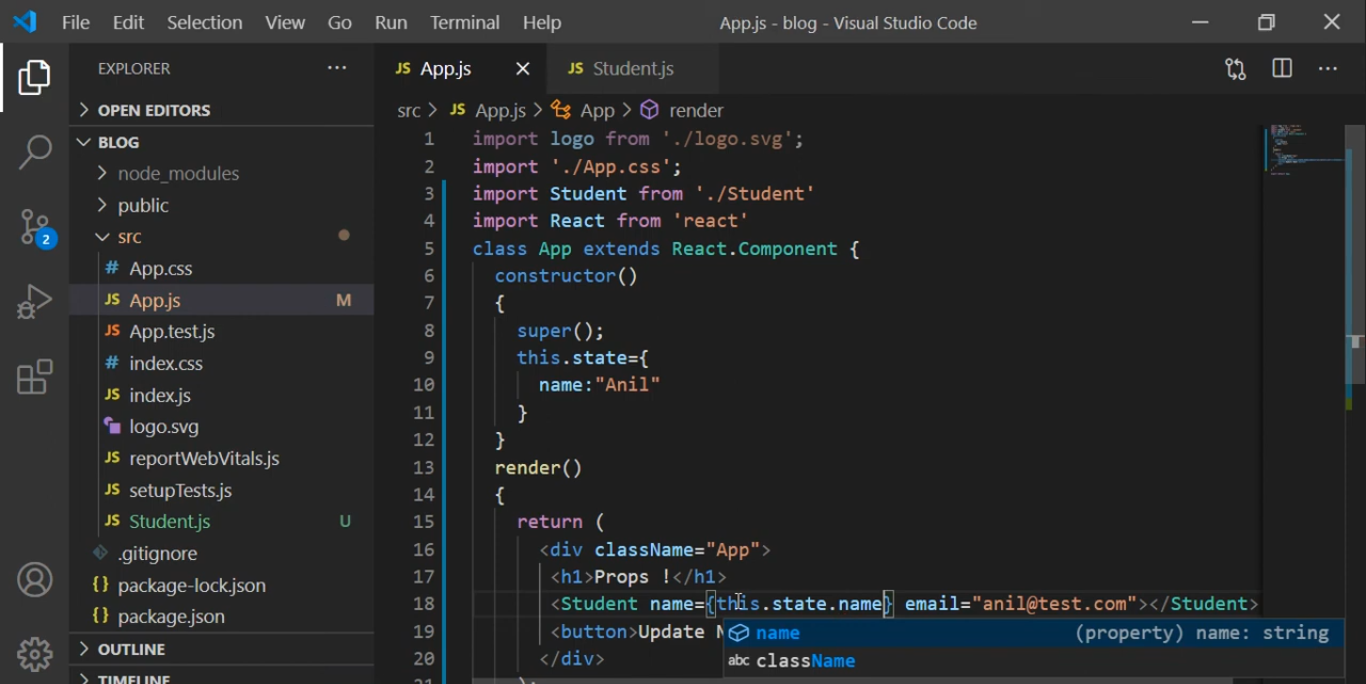 File Edit Selection View Go Run Terminal Help App.js - blog - Visual Studio Code
EXPLORER
OPEN EDITORS
BLOG
node_modules
public
src
# App.css
JS App.js M
JS App.test.js
# index.css
JS index.js
logo.svg
JS reportWebVitals.js
JS setupTests.js
JS Student.js U
.gitignore
{} package-lock.json
{} package.json
OUTLINE
TIMELINE
2
JS App.js JS Student.js
src > JS App.js > App > render
1 import logo from './logo.svg';
2 import './App.css';
3 import Student from './Student'
4 import React from 'react'
5 class App extends React.Component {
6 constructor()
7 {
8 super();
9 this.state={
10 name:"Anil"
11 }
12 }
13 render()
14 {
15 return (
16 <div className="App">
17 <h1>Props !</h1>
18 <Student name={this.state.name} email="anil@test.com"></Student>
19 <button>Update
20 </div>
21 );
name (property) name: string
abc className